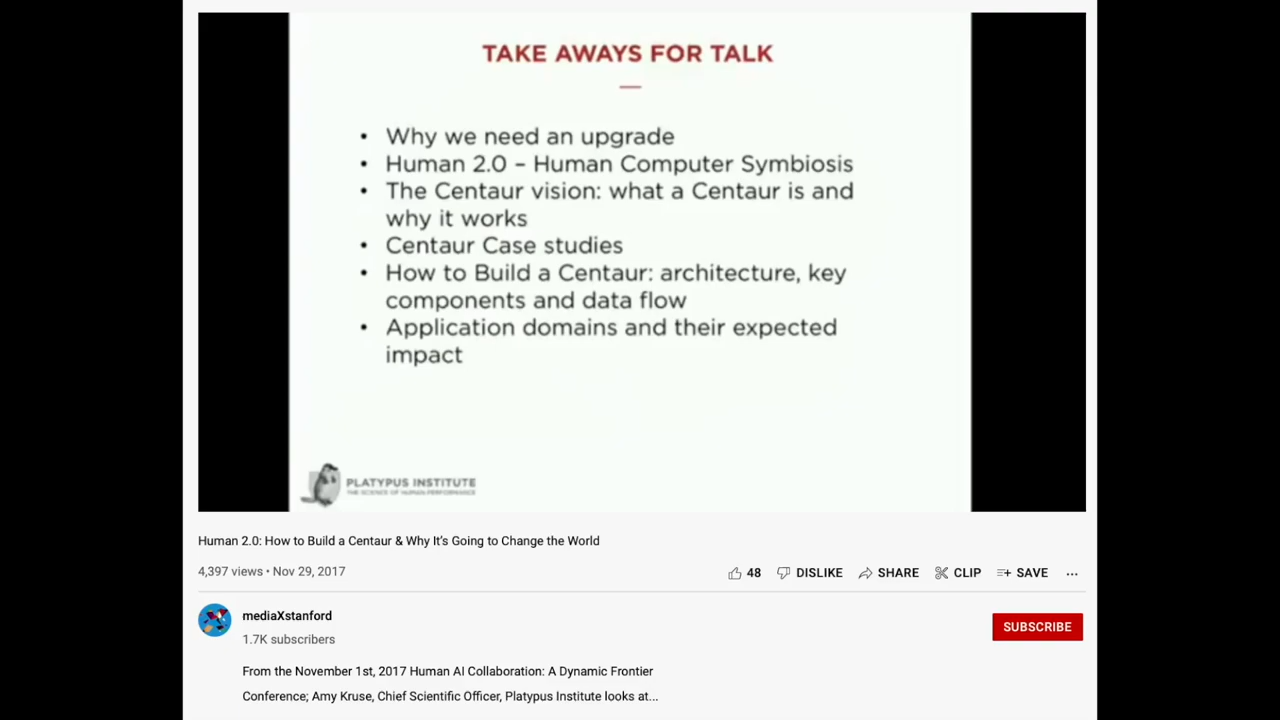 TAKE AWAYS FOR TALK
• Why we need an upgrade
• Human 2.0 – Human Computer Symbiosis
• The Centaur vision: what a Centaur is and
why it works
• Centaur Case studies
• How to Build a Centaur: architecture, key
components and data flow
• Application domains and their expected
impact
PLATYPUS INSTITUTE
THE SCIENCE OF HUMAN PERFORMANCE
Human 2.0: How to Build a Centaur & Why It's Going to Change the World
4,397 views • Nov 29, 2017
48 DISLIKE SHARE CLIP SAVE ...
mediaXstanford
1.7K subscribers
SUBSCRIBE
From the November 1st, 2017 Human AI Collaboration: A Dynamic Frontier
Conference; Amy Kruse, Chief Scientific Officer, Platypus Institute looks at...